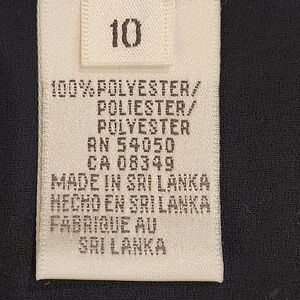 10
100% POLYESTER/
POLIESTER/
POLYESTER
RN 54050
CA 08349
MADE IN SRI LANKA
HECHO EN SRI LANKA
FABRIQUE AU
SRI LANKA